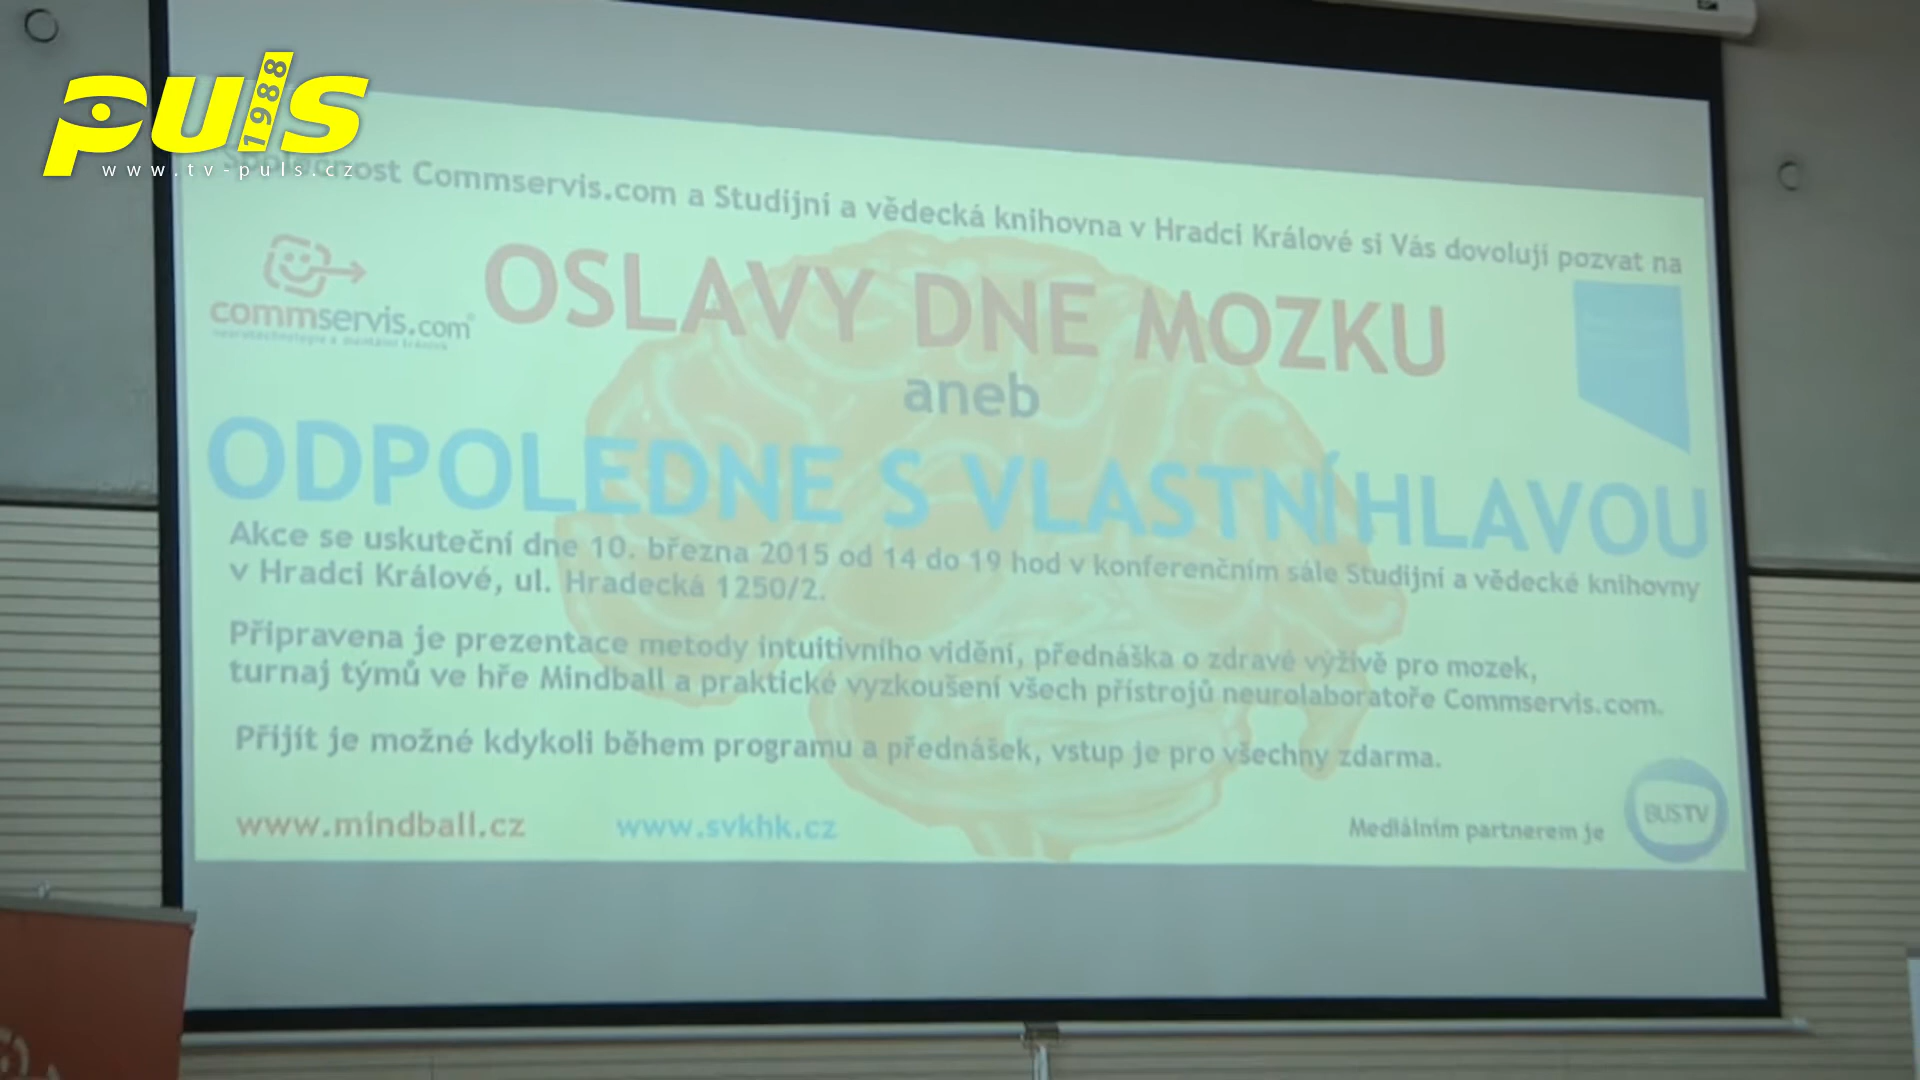 puls
1988
www.tv-puls.cz
Společnost Commservis.com a Studijní a vědecká knihovna v Hradci Králové si Vás dovolují pozvat na
commservis.com
OSLAVY DNE MOZKU
aneb
ODPOLEDNE S VLASTNÍ HLAVOU
Akce se uskuteční dne 10. března 2015 od 14 do 19 hod v konferenčním sále Studijní a vědecké knihovny
v Hradci Králové, ul. Hradecká 1250/2.
Připravena je prezentace metody intuitivního vidění, přednáška o zdravé výživě pro mozek,
turnaj týmů ve hře Mindball a praktické vyzkoušení všech přístrojů neurolaboratoře Commservis.com.
Přijít je možné kdykoli během programu a přednášek, vstup je pro všechny zdarma.
www.mindball.cz
www.svkhk.cz
Mediálním partnerem je
BUSTV